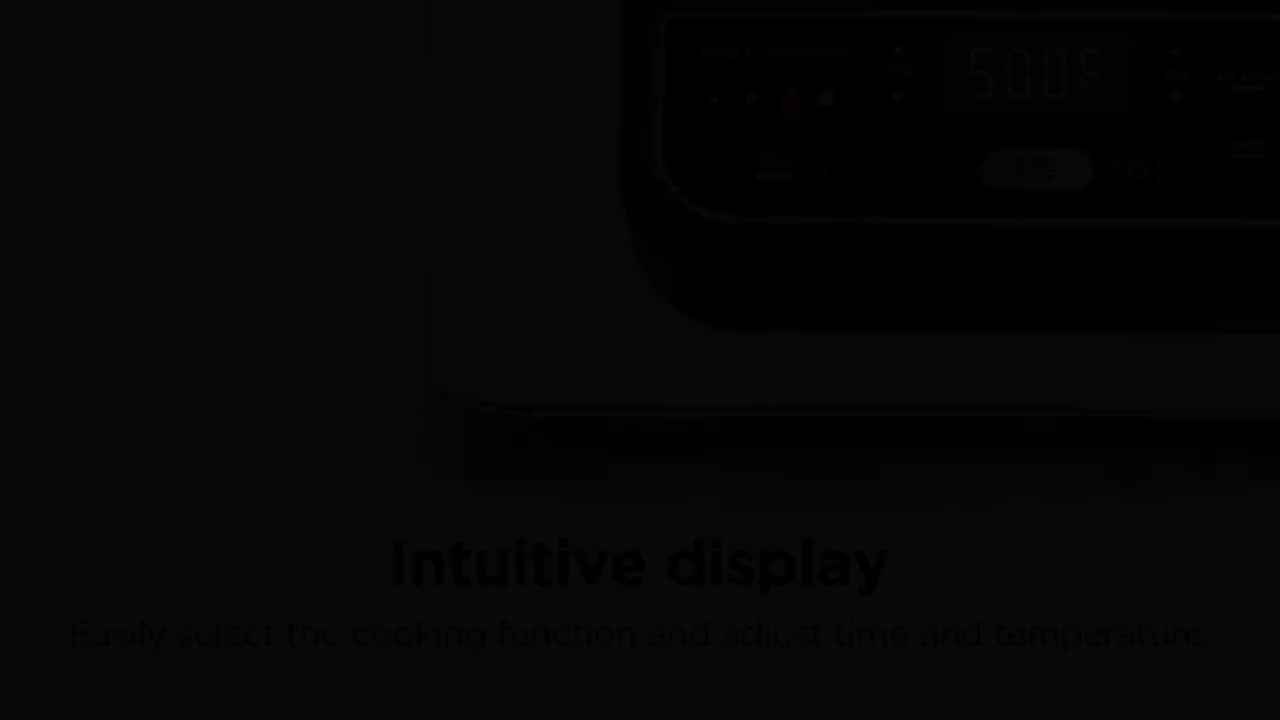 500F
Intuitive display
Easily select the cooking function and adjust time and temperature.